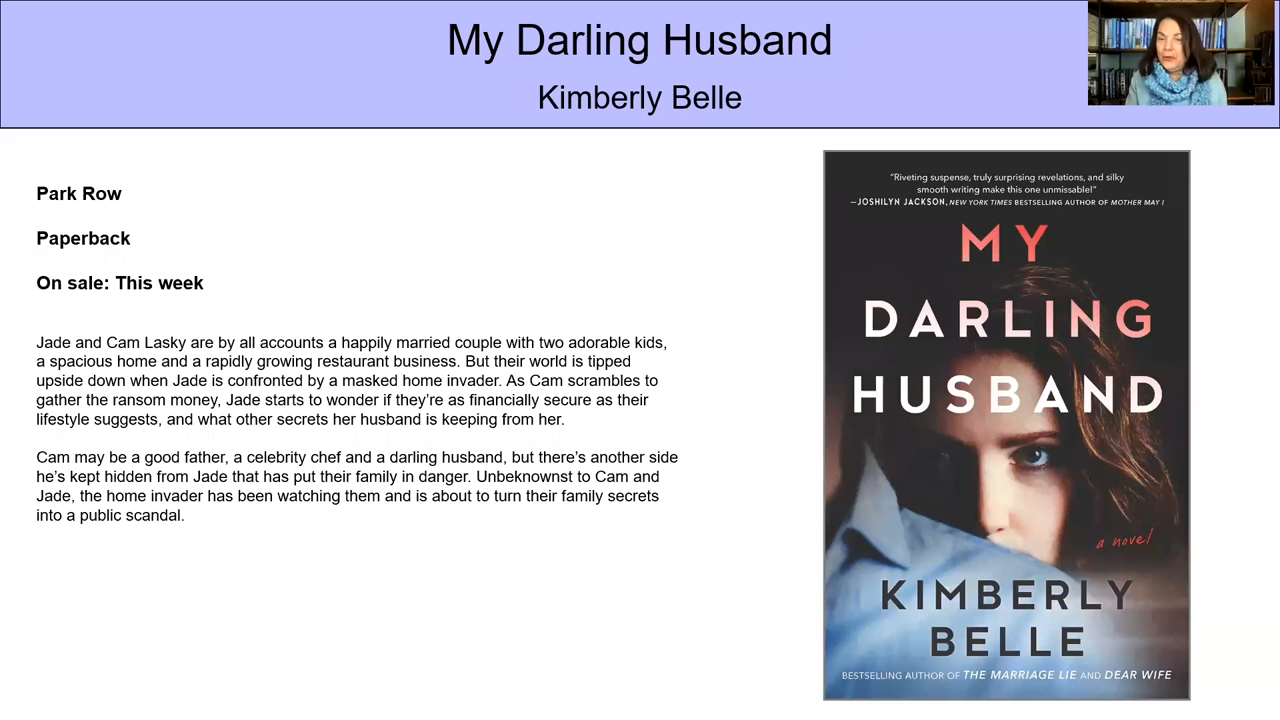 My Darling Husband
Kimberly Belle
Park Row
Paperback
On sale: This week
Jade and Cam Lasky are by all accounts a happily married couple with two adorable kids,
a spacious home and a rapidly growing restaurant business. But their world is tipped
upside down when Jade is confronted by a masked home invader. As Cam scrambles to
gather the ransom money, Jade starts to wonder if they’re as financially secure as their
lifestyle suggests, and what other secrets her husband is keeping from her.
Cam may be a good father, a celebrity chef and a darling husband, but there’s another side
he’s kept hidden from Jade that has put their family in danger. Unbeknownst to Cam and
Jade, the home invader has been watching them and is about to turn their family secrets
into a public scandal.
“Riveting suspense, truly surprising revelations, and silky
smooth writing make this one unmissable!”
—JOSHILYN JACKSON, NEW YORK TIMES BESTSELLING AUTHOR OF MOTHER MAY I
MY
DARLING
HUSBAND
a novel
KIMBERLY
BELLE
BESTSELLING AUTHOR OF THE MARRIAGE LIE AND DEAR WIFE